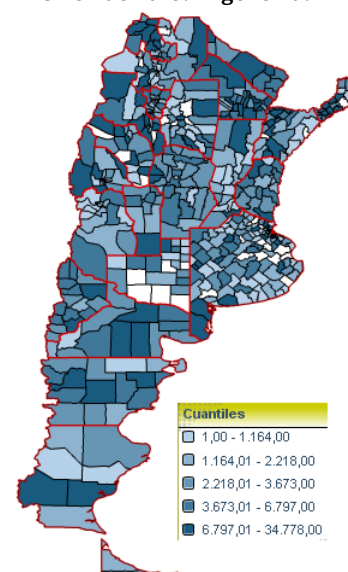 Cuantiles
1,00 - 1.164,00
1.164,01 - 2.218,00
2.218,01 - 3.673,00
3.673,01 - 6.797,00
6.797,01 - 34.778,00